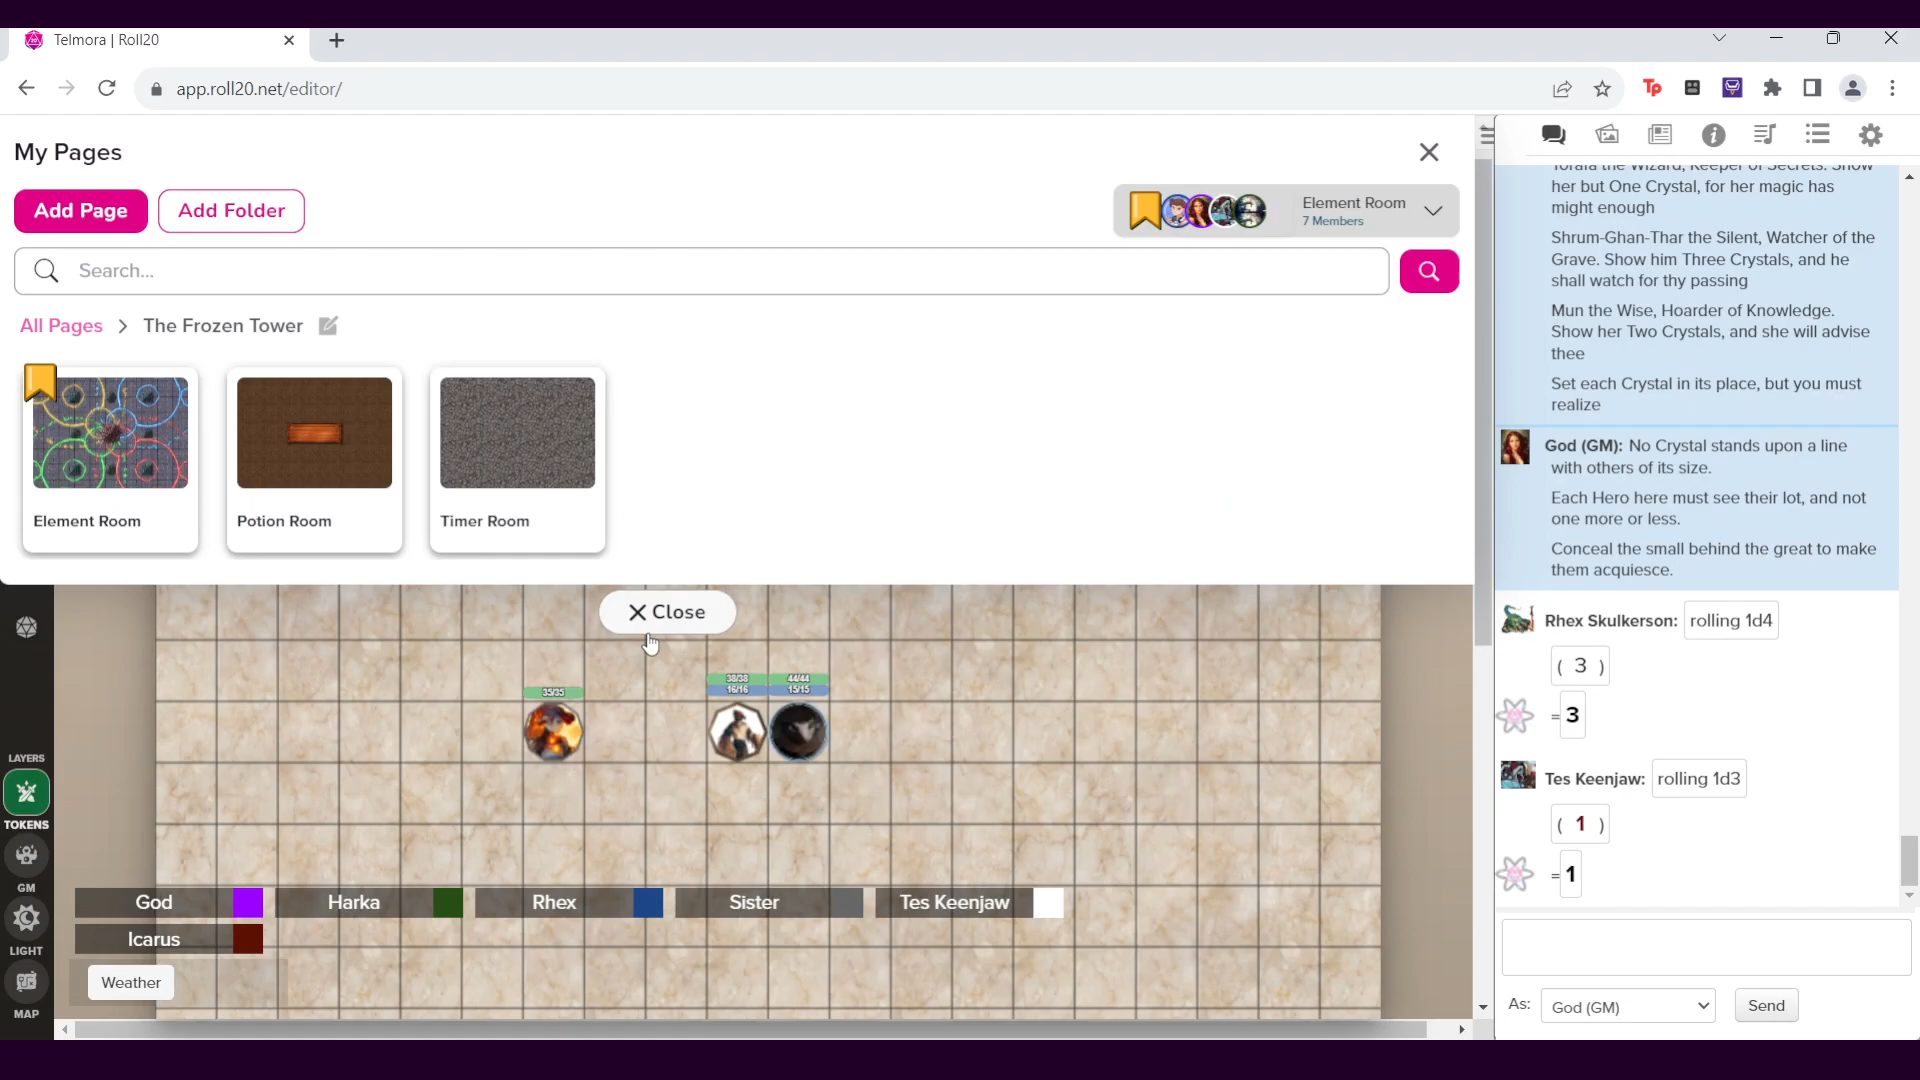 Telmora | Roll20
app.roll20.net/editor/
Tp
My Pages
Add Page
Add Folder
Element Room
7 Members
Search...
All Pages > The Frozen Tower
Element Room
Potion Room
Timer Room
Close
35/35
38/38
16/16
44/44
15/15
LAYERS
TOKENS
GM
LIGHT
MAP
God
Harka
Rhex
Sister
Tes Keenjaw
Icarus
Weather
Torafa the Wizard, Keeper of Secrets. Show
her but One Crystal, for her magic has
might enough
Shrum-Ghan-Thar the Silent, Watcher of the
Grave. Show him Three Crystals, and he
shall watch for thy passing
Mun the Wise, Hoarder of Knowledge.
Show her Two Crystals, and she will advise
thee
Set each Crystal in its place, but you must
realize
God (GM): No Crystal stands upon a line
with others of its size.
Each Hero here must see their lot, and not
one more or less.
Conceal the small behind the great to make
them acquiesce.
Rhex Skulkerson: rolling 1d4
( 3 )
=3
Tes Keenjaw: rolling 1d3
( 1 )
=1
As: God (GM) Send